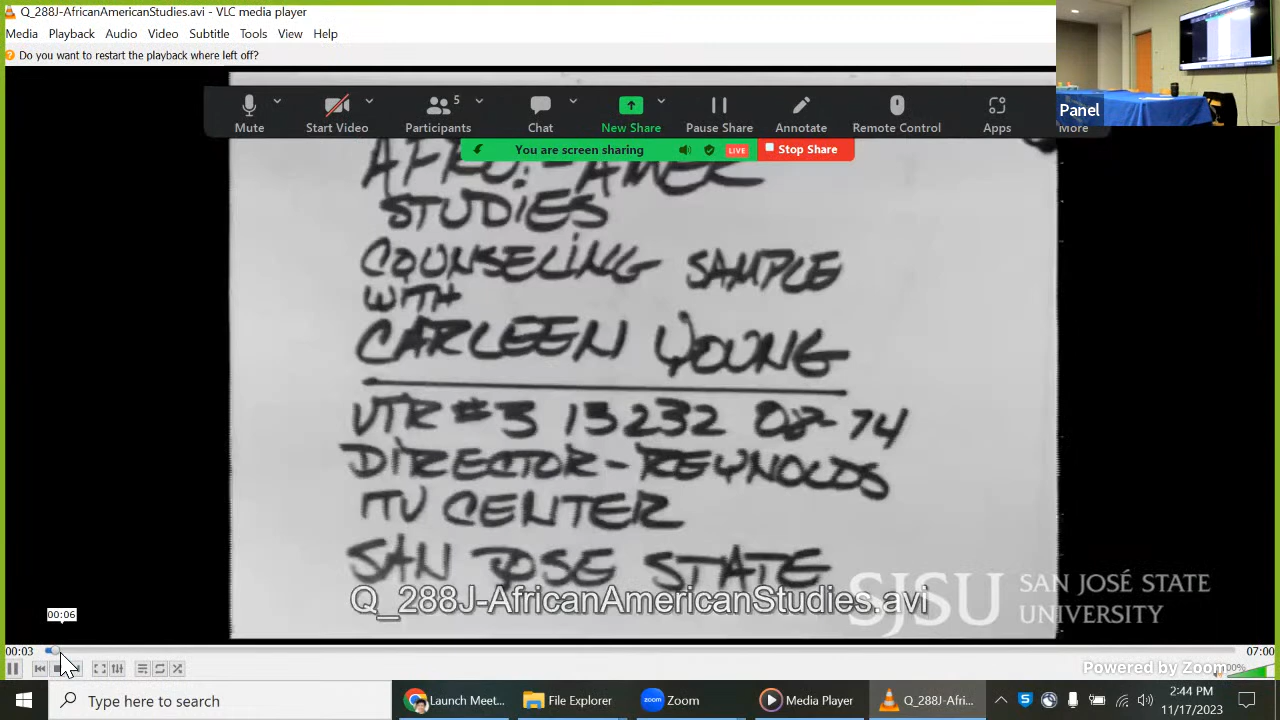 Q_288J-AfricanAmericanStudies.avi - VLC media player
Media Playback Audio Video Subtitle Tools View Help
Do you want to restart the playback where left off?
Panel
5
Mute Start Video Participants Chat New Share Pause Share Annotate Remote Control Apps More
You are screen sharing LIVE Stop Share
AFRO.-AMER
STUDIES
COUNSELING SAMPLE
WITH
CARLEEN YOUNG
VTR #3 13232 08-74
DIRECTOR-REYNOLDS
ITV CENTER
SAN JOSE STATE
Q_288J-AfricanAmericanStudies.avi
SJSU SAN JOSÉ STATE
UNIVERSITY
00:06
00:03 07:00
Powered by Zoom
Type here to search
Launch Meet...
File Explorer
Zoom
Media Player
Q_288J-Afri...
2:44 PM
11/17/2023